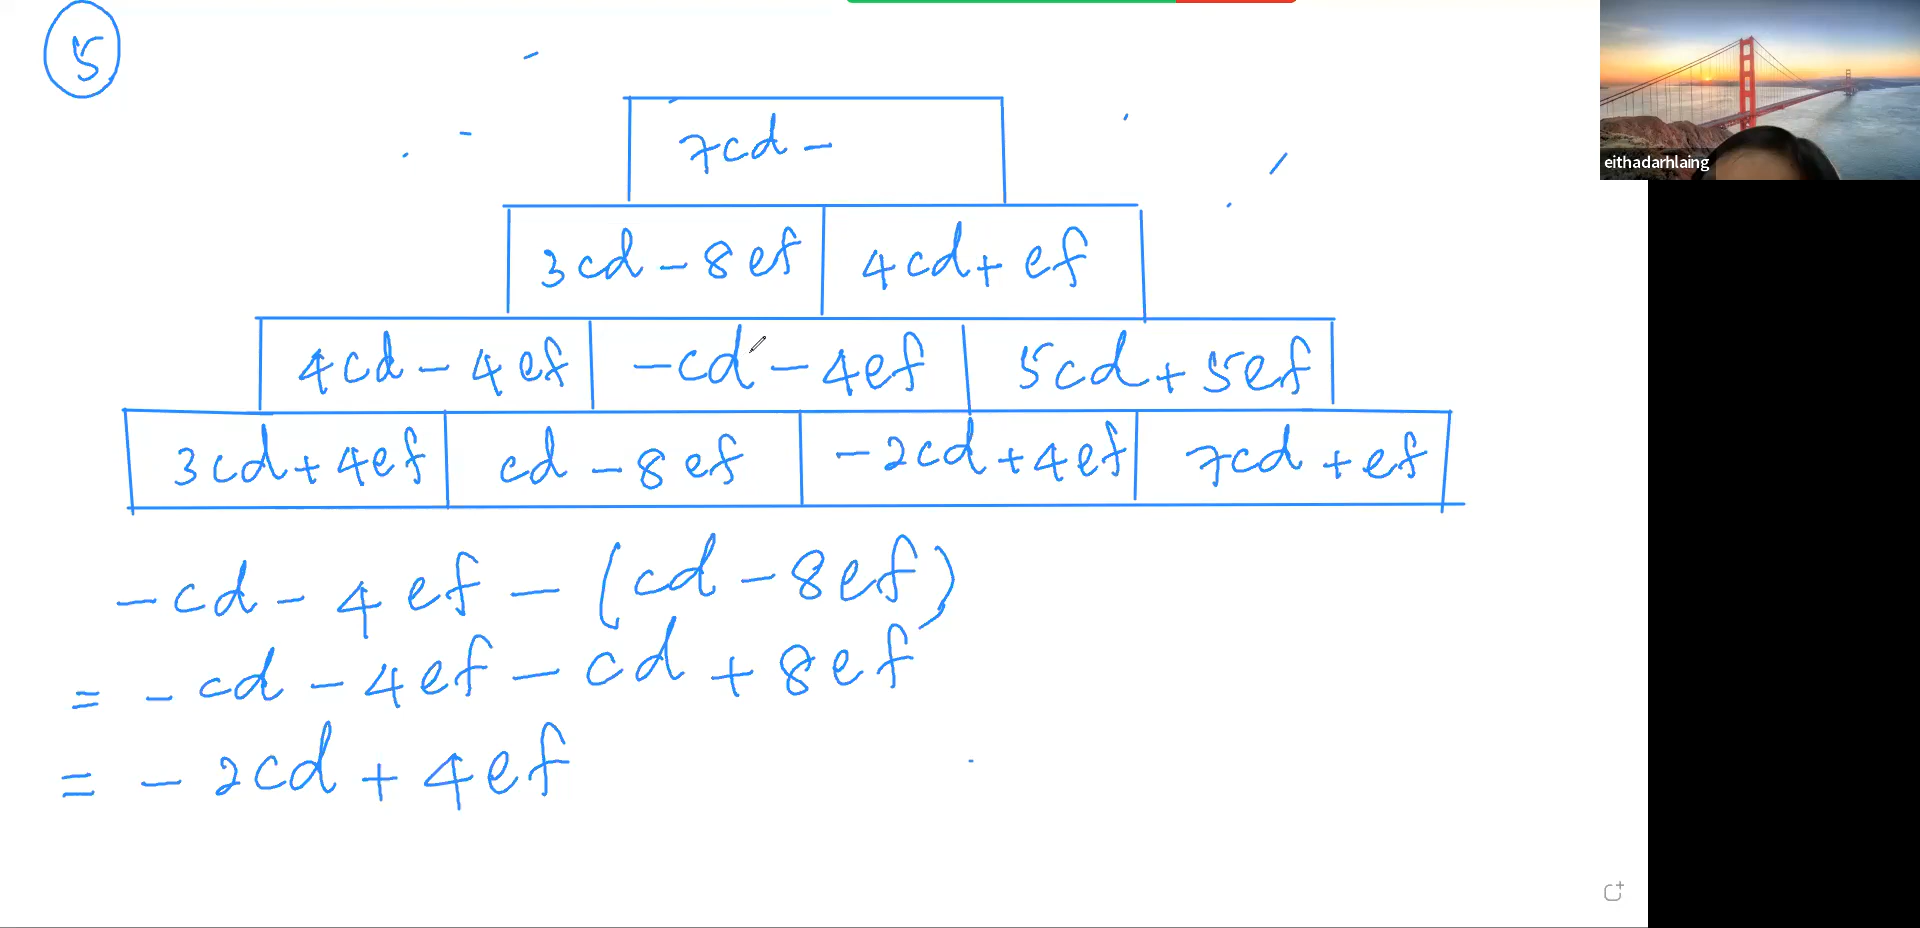 5
7cd -
3cd - 8ef 4cd + ef
4cd - 4ef -cd - 4ef 5cd + 5ef
3cd + 4ef cd - 8ef -2cd + 4ef 7cd + ef
-cd - 4ef - (cd - 8ef)
= -cd - 4ef - cd + 8ef
= -2cd + 4ef
eithadarhlaing